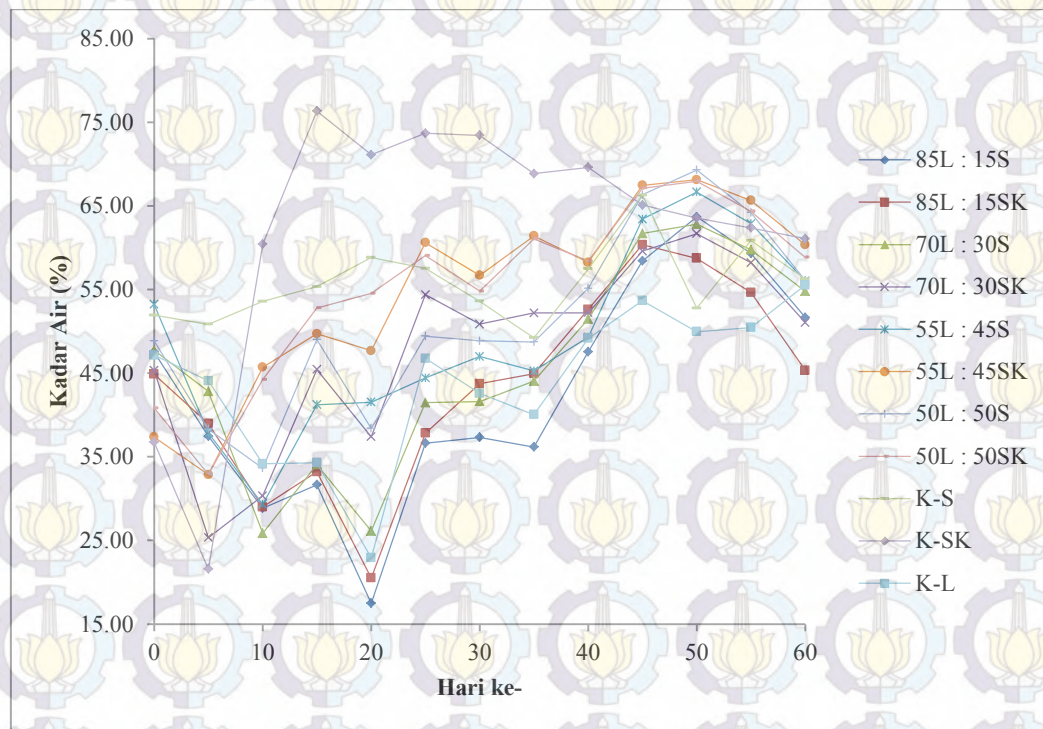 85.00
75.00
65.00
55.00
45.00
35.00
25.00
15.00
Kadar Air (%)
0 10 20 30 40 50 60
Hari ke-
85L : 15S
85L : 15SK
70L : 30S
70L : 30SK
55L : 45S
55L : 45SK
50L : 50S
50L : 50SK
K-S
K-SK
K-L